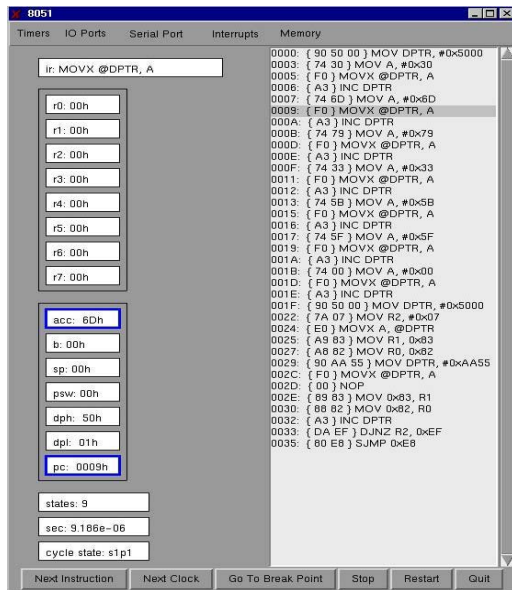 8051
Timers IO Ports Serial Port Interrupts Memory
ir: MOVX @DPTR, A
r0: 00h
r1: 00h
r2: 00h
r3: 00h
r4: 00h
r5: 00h
r6: 00h
r7: 00h
acc: 6Dh
b: 00h
sp: 00h
psw: 00h
dph: 50h
dpl: 01h
pc: 0009h
states: 9
sec: 9.186e-06
cycle state: s1p1
0000: { 90 50 00 } MOV DPTR, #0x5000
0003: { 74 30 } MOV A, #0x30
0005: { F0 } MOVX @DPTR, A
0006: { A3 } INC DPTR
0007: { 74 6D } MOV A, #0x6D
0009: { F0 } MOVX @DPTR, A
000A: { A3 } INC DPTR
000B: { 74 79 } MOV A, #0x79
000D: { F0 } MOVX @DPTR, A
000E: { A3 } INC DPTR
000F: { 74 33 } MOV A, #0x33
0011: { F0 } MOVX @DPTR, A
0012: { A3 } INC DPTR
0013: { 74 5B } MOV A, #0x5B
0015: { F0 } MOVX @DPTR, A
0016: { A3 } INC DPTR
0017: { 74 5F } MOV A, #0x5F
0019: { F0 } MOVX @DPTR, A
001A: { A3 } INC DPTR
001B: { 74 00 } MOV A, #0x00
001D: { F0 } MOVX @DPTR, A
001E: { A3 } INC DPTR
001F: { 90 50 00 } MOV DPTR, #0x5000
0022: { 7A 07 } MOV R2, #0x07
0024: { E0 } MOVX A, @DPTR
0025: { A9 83 } MOV R1, 0x83
0027: { A8 82 } MOV R0, 0x82
0029: { 90 AA 55 } MOV DPTR, #0xAA55
002C: { F0 } MOVX @DPTR, A
002D: { 00 } NOP
002E: { 89 83 } MOV 0x83, R1
0030: { 88 82 } MOV 0x82, R0
0032: { A3 } INC DPTR
0033: { DA EF } DJNZ R2, 0xEF
0035: { 80 E8 } SJMP 0xE8
Next Instruction Next Clock Go To Break Point Stop Restart Quit